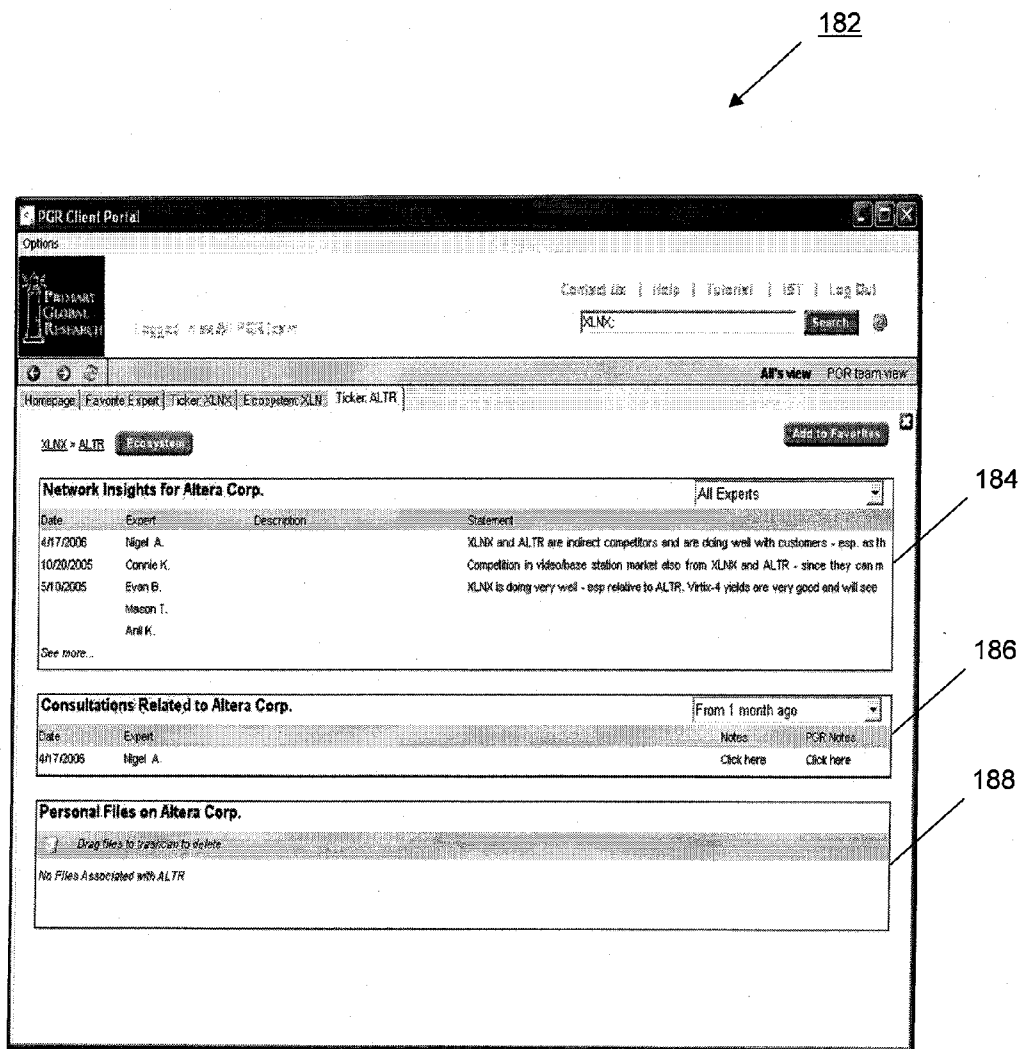 182
PGR Client Portal
Options
PRIMARY
GLOBAL
RESEARCH
Contact Us | Help | Tutorial | IST | Log Out
Logged
XLNX;
Search
All's view PGR team view
Homepage Favorite Expert Ticker: XLNX Ecosystem XLN Ticker: ALTR
XLNX > ALTR Ecosystem
Add to Favorites
184
Network Insights for Altera Corp.
All Experts
Date Expert Description Statement
4/17/2006 Nigel A. XLNX and ALTR are indirect competitors and are doing well with customers - esp. as th
10/20/2005 Connie K. Competition in video/base station market also from XLNX and ALTR - since they can m
5/10/2005 Evan B. XLNX is doing very well - esp relative to ALTR. Virtix-4 yields are very good and will see
Mason T.
Anil K.
See more...
186
Consultations Related to Altera Corp.
From 1 month ago
Date Expert Notes PGR Notes
4/17/2006 Nigel A. Click here Click here
188
Personal Files on Altera Corp.
Drag files to trashcan to delete
No Files Associated with ALTR